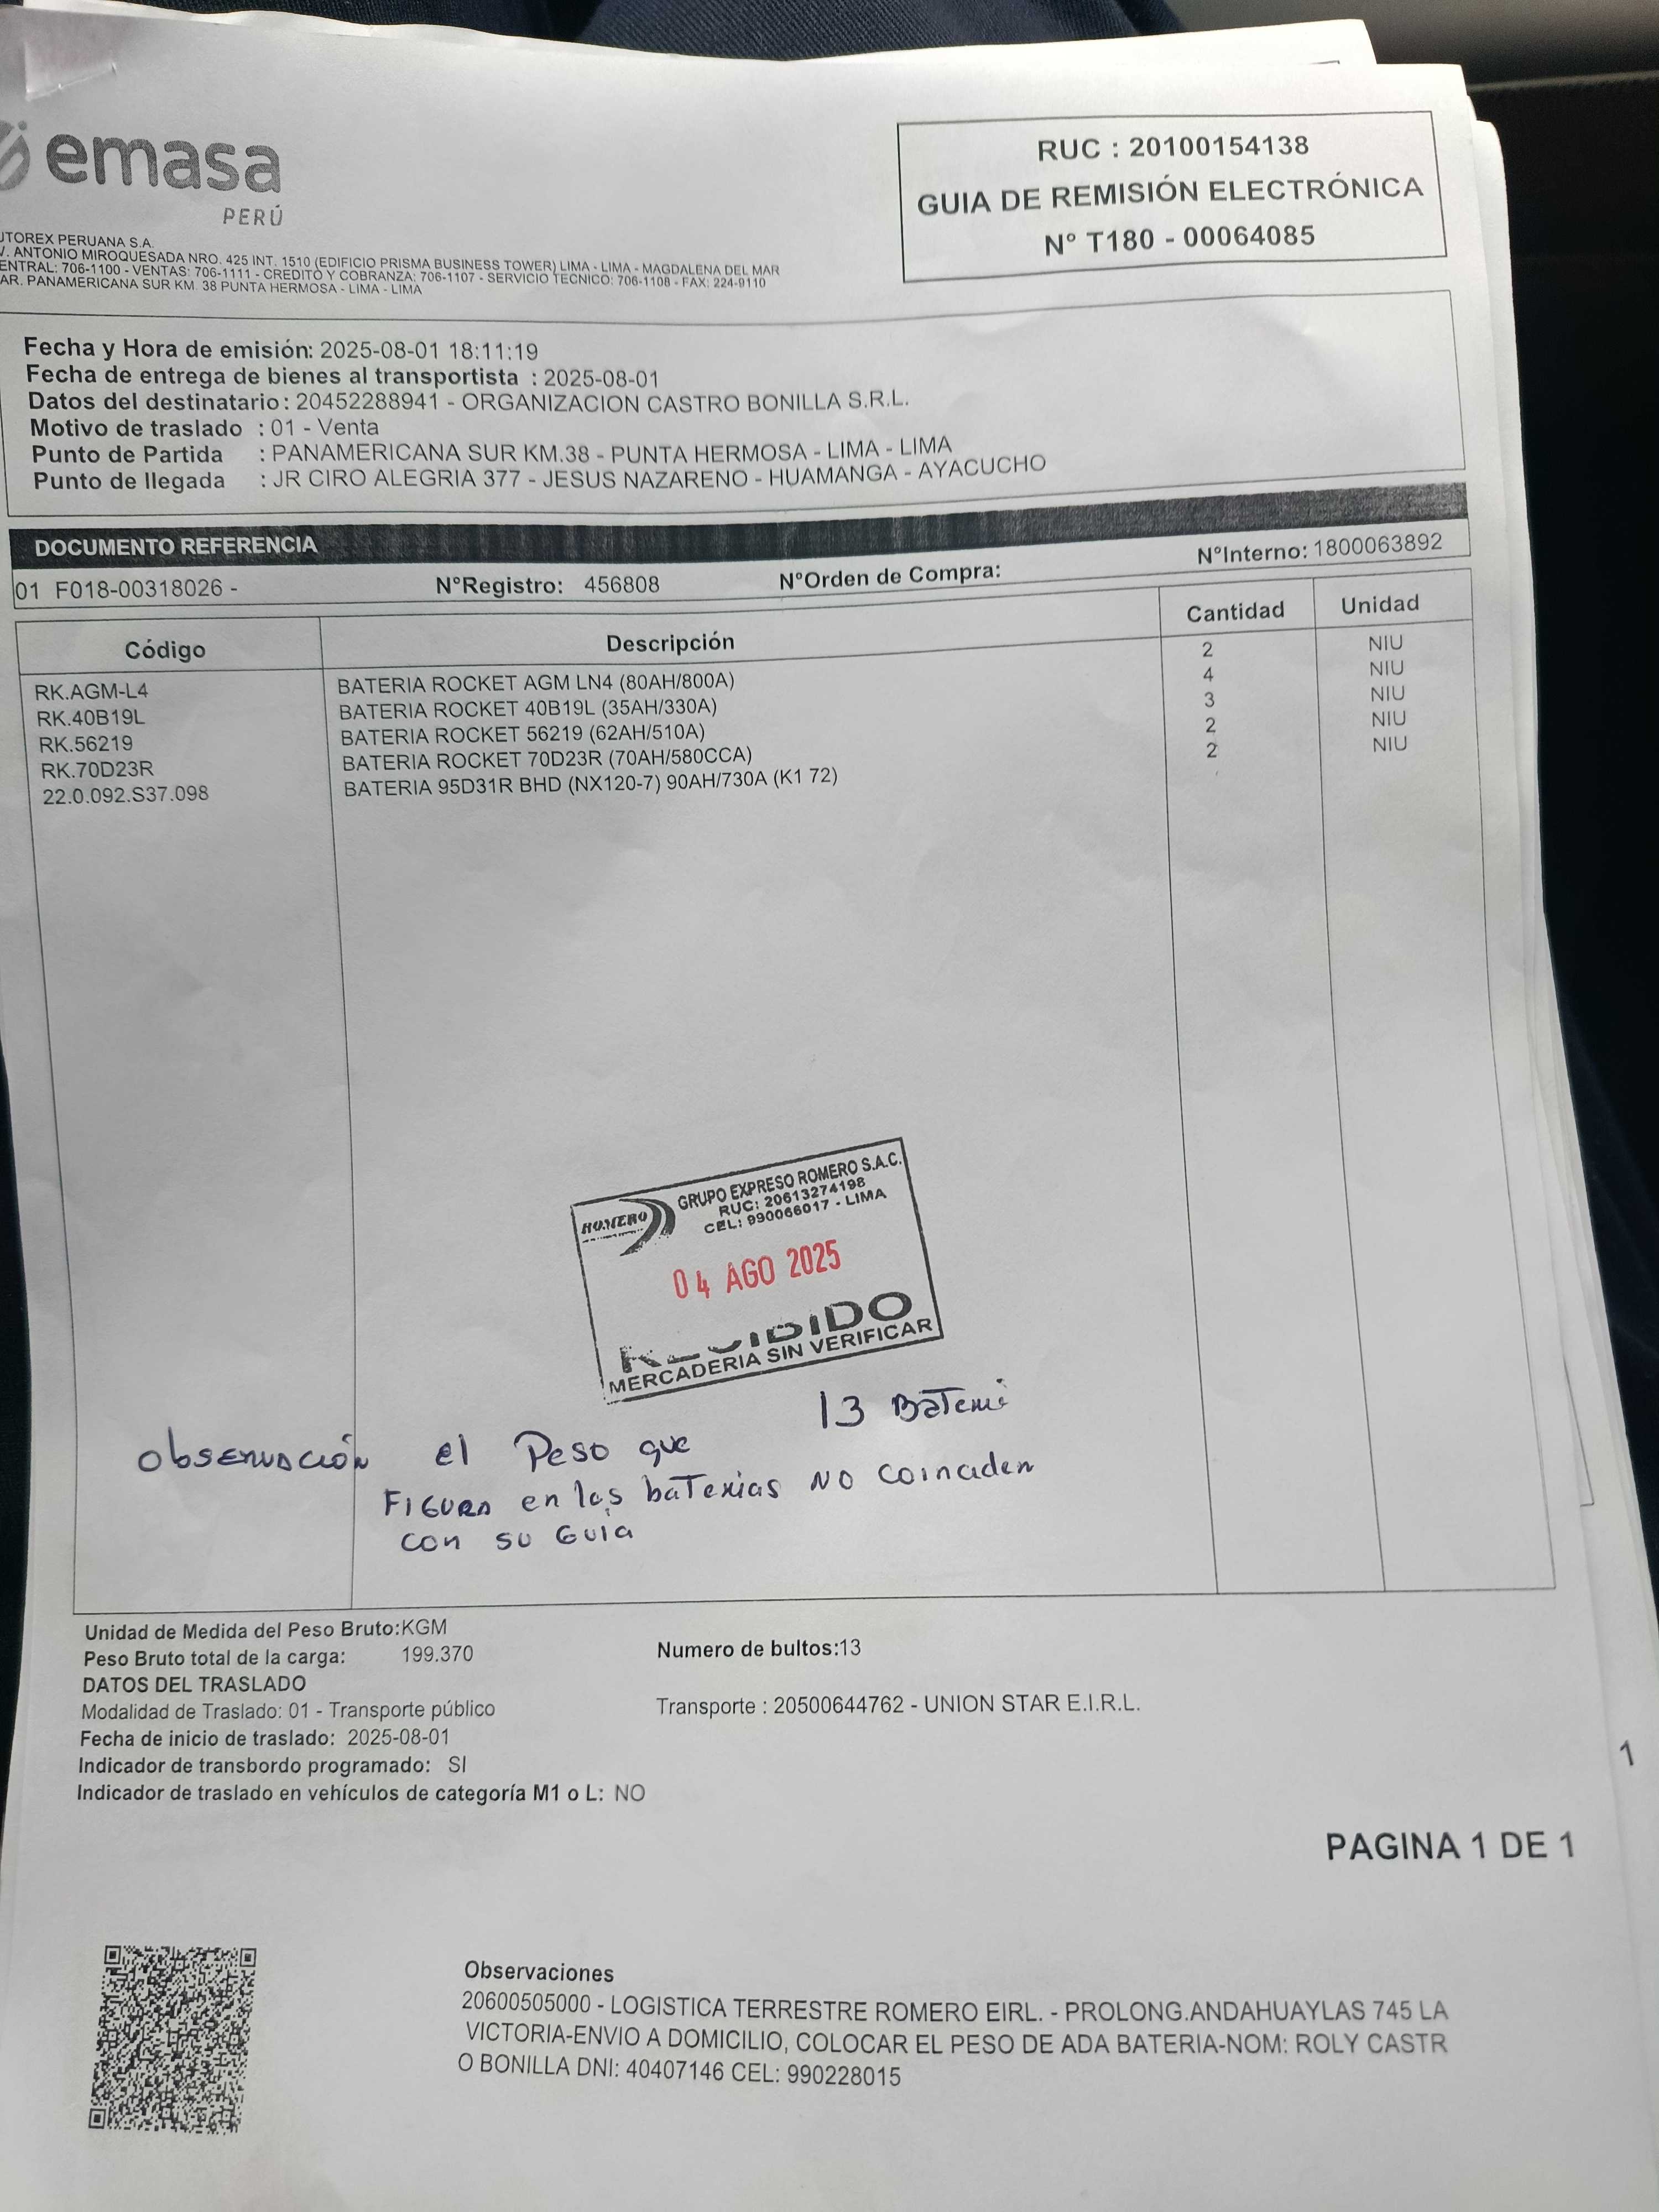 emasa
PERÚ
UTOREX PERUANA S.A.
V. ANTONIO MIROQUESADA NRO. 425 INT. 1510 (EDIFICIO PRISMA BUSINESS TOWER) LIMA - LIMA - MAGDALENA DEL MAR
ENTRAL: 706-1100 - VENTAS: 706-1111 - CREDITO Y COBRANZA: 706-1107 - SERVICIO TECNICO: 706-1108 - FAX: 224-9110
AR. PANAMERICANA SUR KM. 38 PUNTA HERMOSA - LIMA - LIMA
RUC : 20100154138
GUIA DE REMISIÓN ELECTRÓNICA
Nº T180 - 00064085
Fecha y Hora de emisión: 2025-08-01 18:11:19
Fecha de entrega de bienes al transportista : 2025-08-01
Datos del destinatario: 20452288941 - ORGANIZACION CASTRO BONILLA S.R.L.
Motivo de traslado : 01 - Venta
Punto de Partida : PANAMERICANA SUR KM.38 - PUNTA HERMOSA - LIMA - LIMA
Punto de llegada : JR CIRO ALEGRIA 377 - JESUS NAZARENO - HUAMANGA - AYACUCHO
DOCUMENTO REFERENCIA
01 F018-00318026 - NºRegistro: 456808 NºOrden de Compra: NºInterno: 1800063892
Código Descripción Cantidad Unidad
RK.AGM-L4 BATERIA ROCKET AGM LN4 (80AH/800A) 2 NIU
RK.40B19L BATERIA ROCKET 40B19L (35AH/330A) 4 NIU
RK.56219 BATERIA ROCKET 56219 (62AH/510A) 3 NIU
RK.70D23R BATERIA ROCKET 70D23R (70AH/580CCA) 2 NIU
22.0.092.S37.098 BATERIA 95D31R BHD (NX120-7) 90AH/730A (K1 72) 2 NIU
ROMERO
GRUPO EXPRESO ROMERO S.A.C.
RUC: 20613274198
CEL: 990066017 - LIMA
04 AGO 2025
RECIBIDO
MERCADERIA SIN VERIFICAR
13 Bateri
Observación el Peso que
FIGURA en las baterias NO coinciden
con su Guia
Unidad de Medida del Peso Bruto:KGM
Peso Bruto total de la carga: 199.370 Numero de bultos:13
DATOS DEL TRASLADO
Modalidad de Traslado: 01 - Transporte público Transporte : 20500644762 - UNION STAR E.I.R.L.
Fecha de inicio de traslado: 2025-08-01
Indicador de transbordo programado: SI
Indicador de traslado en vehículos de categoría M1 o L: NO
1
PAGINA 1 DE 1
Observaciones
20600505000 - LOGISTICA TERRESTRE ROMERO EIRL. - PROLONG.ANDAHUAYLAS 745 LA
VICTORIA-ENVIO A DOMICILIO, COLOCAR EL PESO DE ADA BATERIA-NOM: ROLY CASTR
O BONILLA DNI: 40407146 CEL: 990228015